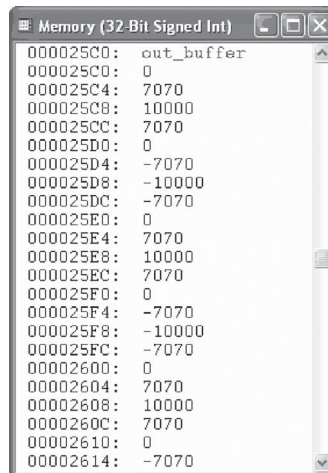 Memory (32-Bit Signed Int)
000025C0: out_buffer
000025C0: 0
000025C4: 7070
000025C8: 10000
000025CC: 7070
000025D0: 0
000025D4: -7070
000025D8: -10000
000025DC: -7070
000025E0: 0
000025E4: 7070
000025E8: 10000
000025EC: 7070
000025F0: 0
000025F4: -7070
000025F8: -10000
000025FC: -7070
00002600: 0
00002604: 7070
00002608: 10000
0000260C: 7070
00002610: 0
00002614: -7070